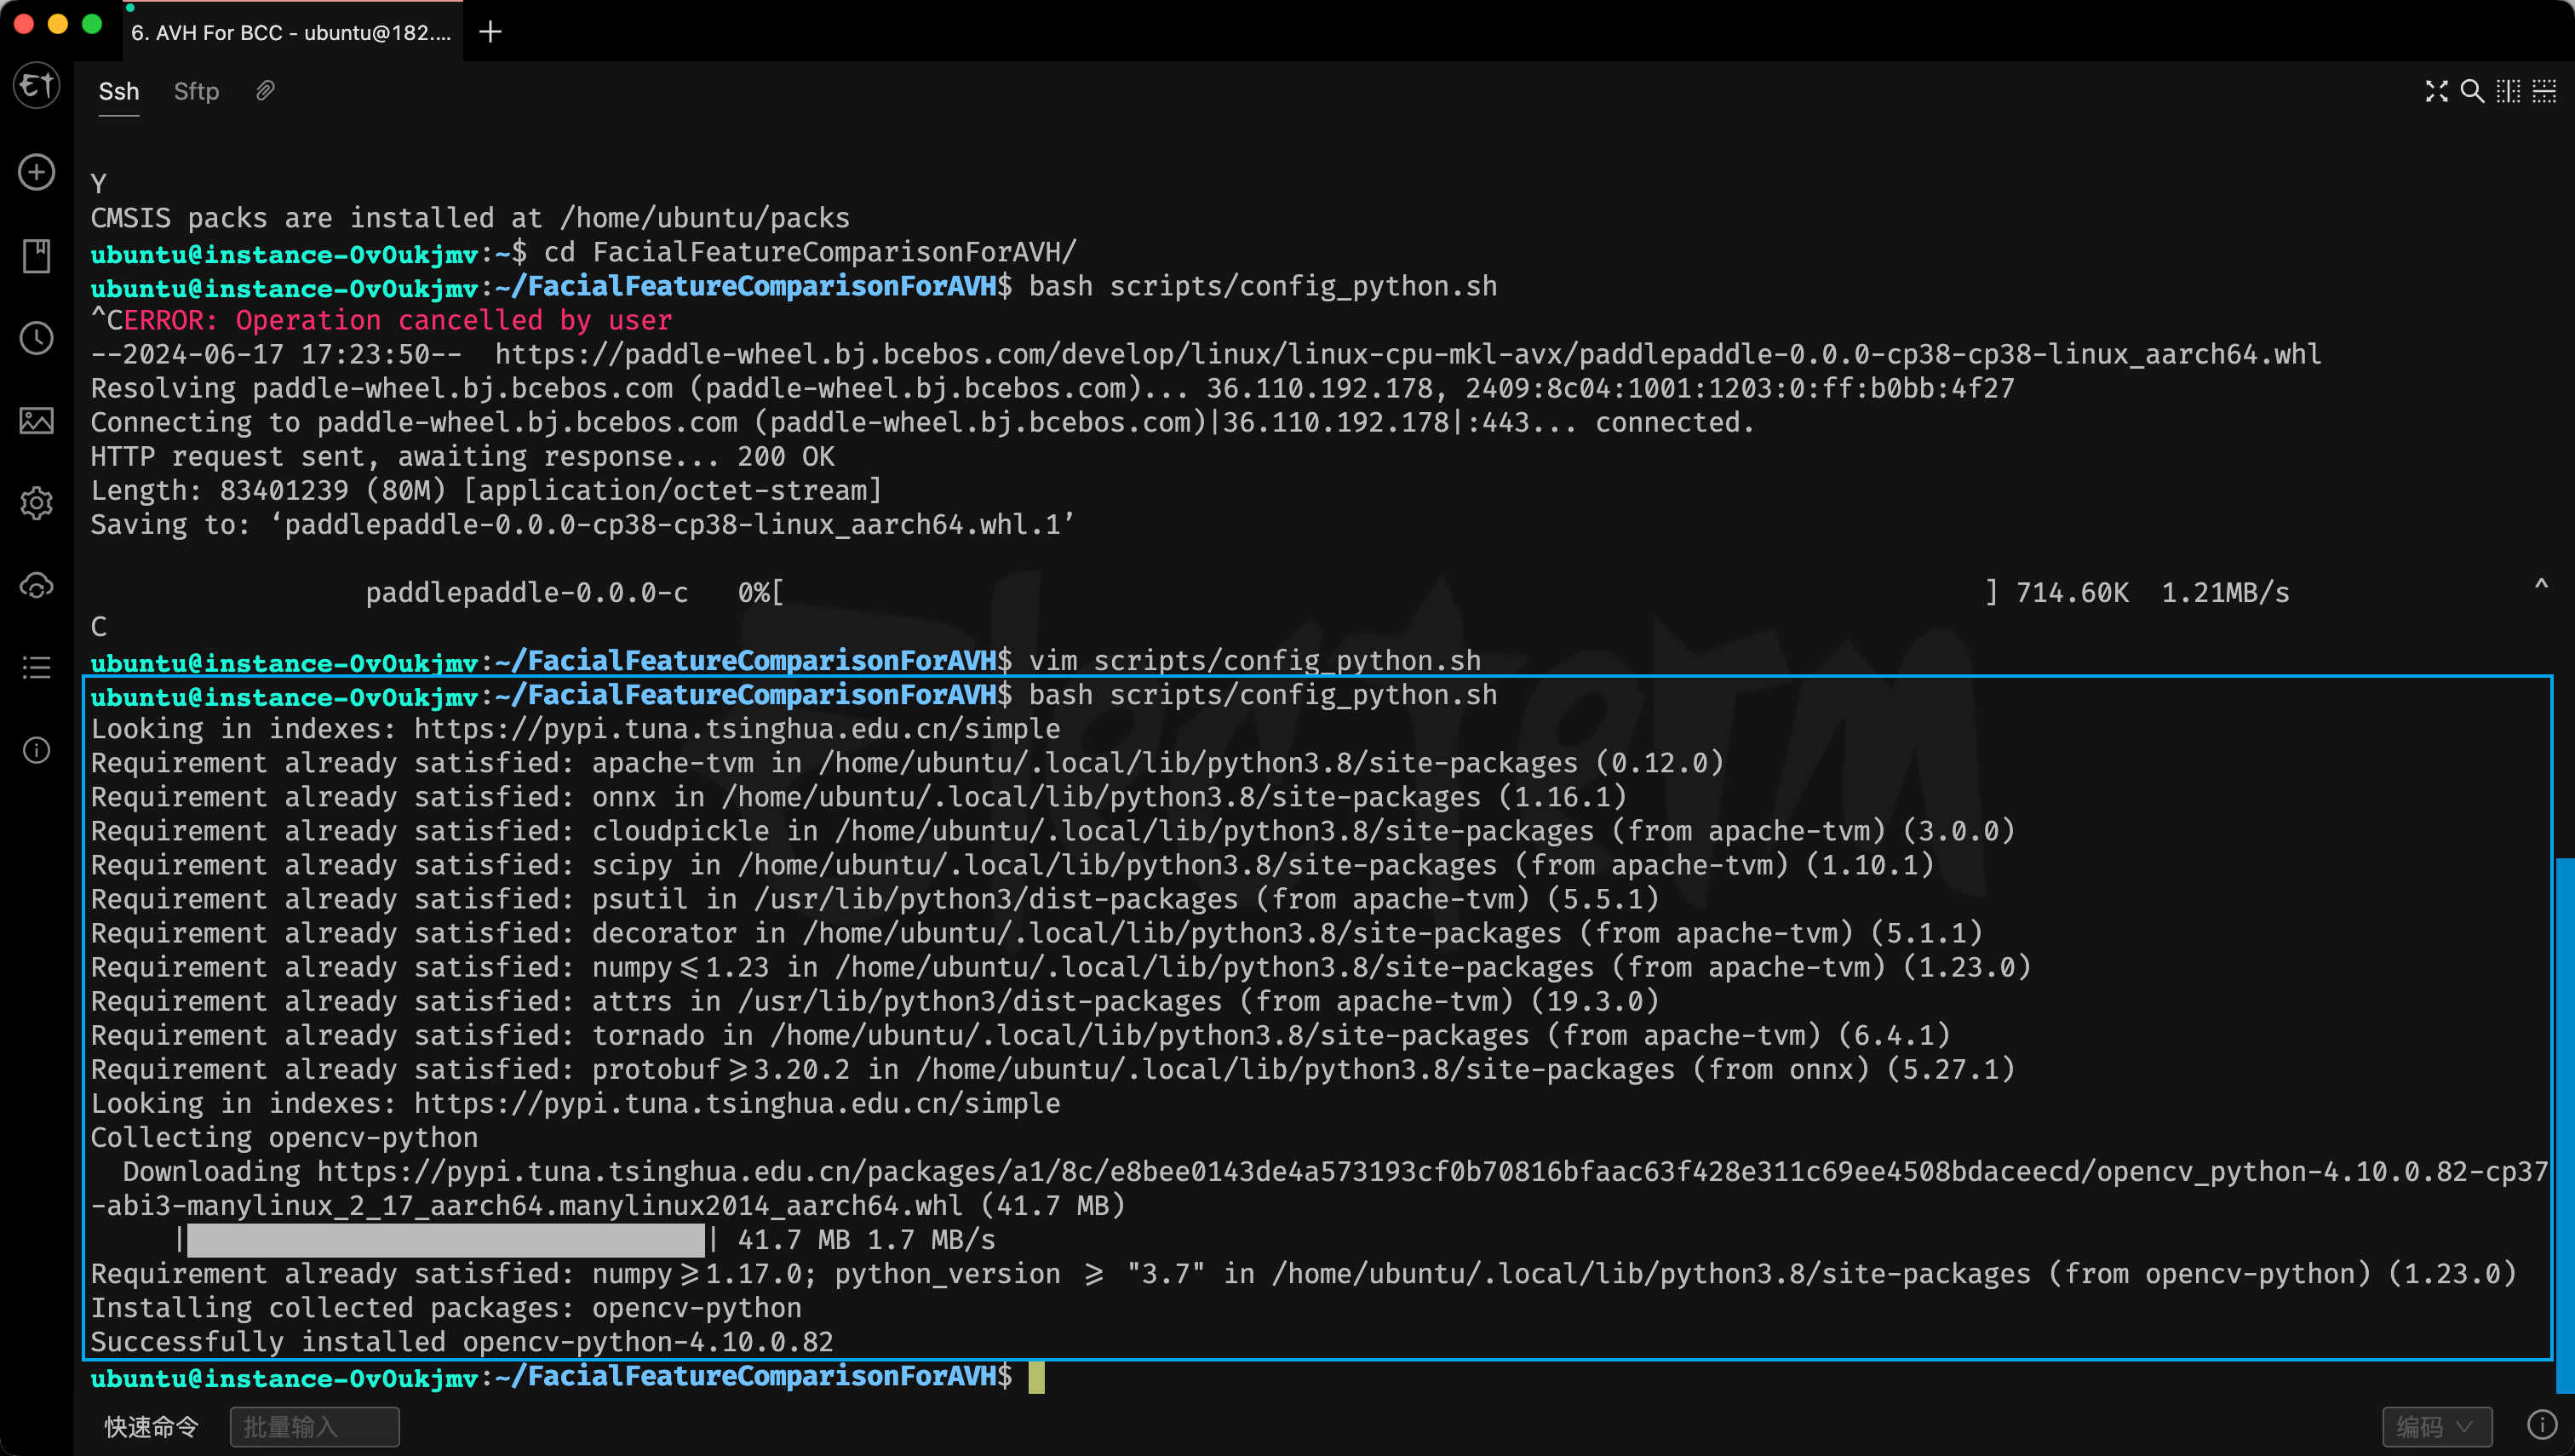 6. AVH For BCC - ubuntu@182....
Ssh Sftp
Y
CMSIS packs are installed at /home/ubuntu/packs
ubuntu@instance-0v0ukjmv:~$ cd FacialFeatureComparisonForAVH/
ubuntu@instance-0v0ukjmv:~/FacialFeatureComparisonForAVH$ bash scripts/config_python.sh
^CERROR: Operation cancelled by user
--2024-06-17 17:23:50--  https://paddle-wheel.bj.bcebos.com/develop/linux/linux-cpu-mkl-avx/paddlepaddle-0.0.0-cp38-cp38-linux_aarch64.whl
Resolving paddle-wheel.bj.bcebos.com (paddle-wheel.bj.bcebos.com)... 36.110.192.178, 2409:8c04:1001:1203:0:ff:b0bb:4f27
Connecting to paddle-wheel.bj.bcebos.com (paddle-wheel.bj.bcebos.com)|36.110.192.178|:443... connected.
HTTP request sent, awaiting response... 200 OK
Length: 83401239 (80M) [application/octet-stream]
Saving to: ‘paddlepaddle-0.0.0-cp38-cp38-linux_aarch64.whl.1’
paddlepaddle-0.0.0-c   0%[ ] 714.60K  1.21MB/s ^
C
ubuntu@instance-0v0ukjmv:~/FacialFeatureComparisonForAVH$ vim scripts/config_python.sh
ubuntu@instance-0v0ukjmv:~/FacialFeatureComparisonForAVH$ bash scripts/config_python.sh
Looking in indexes: https://pypi.tuna.tsinghua.edu.cn/simple
Requirement already satisfied: apache-tvm in /home/ubuntu/.local/lib/python3.8/site-packages (0.12.0)
Requirement already satisfied: onnx in /home/ubuntu/.local/lib/python3.8/site-packages (1.16.1)
Requirement already satisfied: cloudpickle in /home/ubuntu/.local/lib/python3.8/site-packages (from apache-tvm) (3.0.0)
Requirement already satisfied: scipy in /home/ubuntu/.local/lib/python3.8/site-packages (from apache-tvm) (1.10.1)
Requirement already satisfied: psutil in /usr/lib/python3/dist-packages (from apache-tvm) (5.5.1)
Requirement already satisfied: decorator in /home/ubuntu/.local/lib/python3.8/site-packages (from apache-tvm) (5.1.1)
Requirement already satisfied: numpy<=1.23 in /home/ubuntu/.local/lib/python3.8/site-packages (from apache-tvm) (1.23.0)
Requirement already satisfied: attrs in /usr/lib/python3/dist-packages (from apache-tvm) (19.3.0)
Requirement already satisfied: tornado in /home/ubuntu/.local/lib/python3.8/site-packages (from apache-tvm) (6.4.1)
Requirement already satisfied: protobuf>=3.20.2 in /home/ubuntu/.local/lib/python3.8/site-packages (from onnx) (5.27.1)
Looking in indexes: https://pypi.tuna.tsinghua.edu.cn/simple
Collecting opencv-python
  Downloading https://pypi.tuna.tsinghua.edu.cn/packages/a1/8c/e8bee0143de4a573193cf0b70816bfaac63f428e311c69ee4508bdaceecd/opencv_python-4.10.0.82-cp37
-abi3-manylinux_2_17_aarch64.manylinux2014_aarch64.whl (41.7 MB)
|████████████████████████████████| 41.7 MB 1.7 MB/s
Requirement already satisfied: numpy>=1.17.0; python_version >= "3.7" in /home/ubuntu/.local/lib/python3.8/site-packages (from opencv-python) (1.23.0)
Installing collected packages: opencv-python
Successfully installed opencv-python-4.10.0.82
ubuntu@instance-0v0ukjmv:~/FacialFeatureComparisonForAVH$
快速命令 批量输入 编码